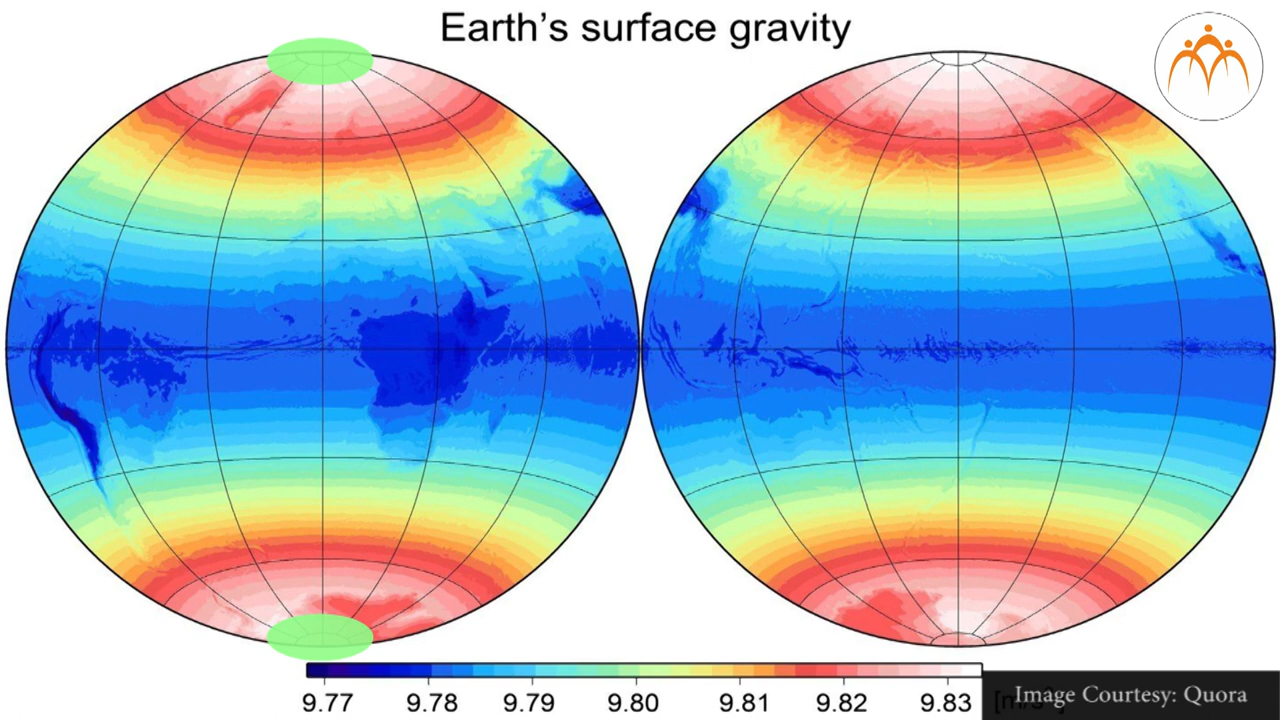 Earth’s surface gravity
9.77 9.78 9.79 9.80 9.81 9.82 9.83
Image Courtesy: Quora